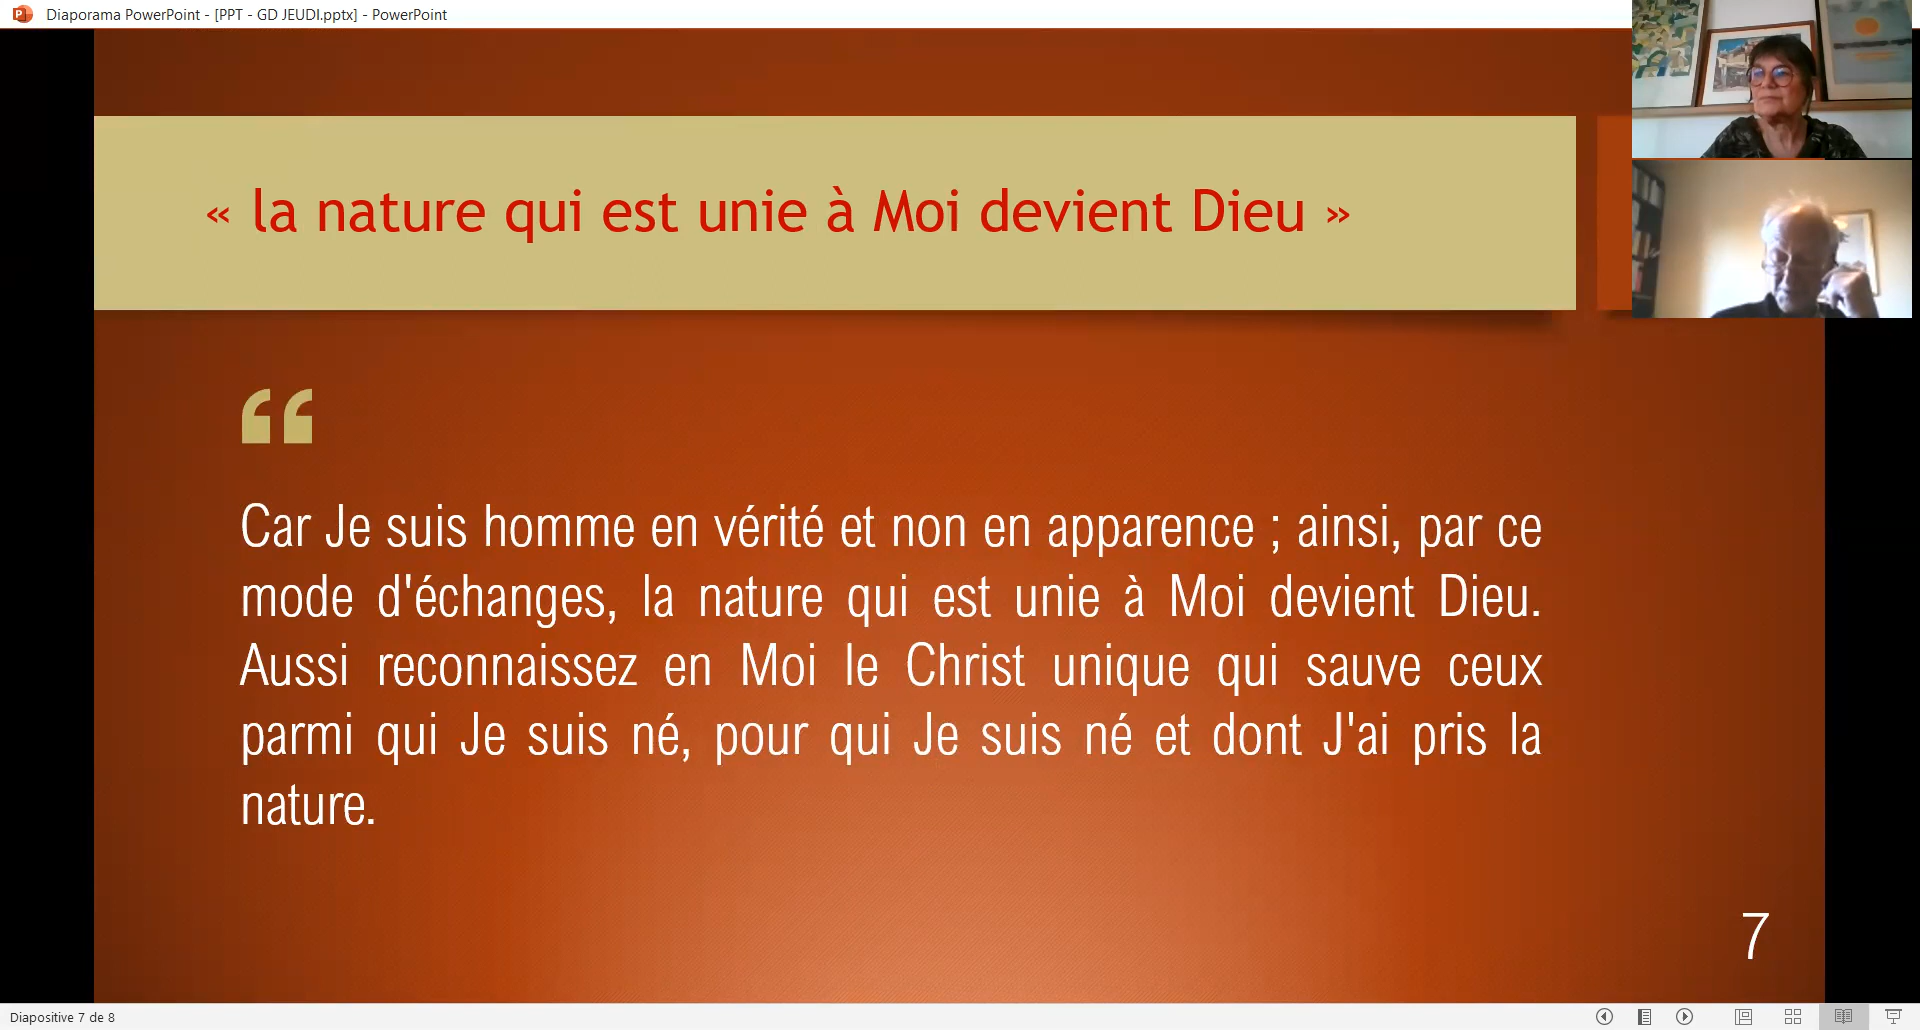 Diaporama PowerPoint - [PPT - GD JEUDI.pptx] - PowerPoint
« la nature qui est unie à Moi devient Dieu »
“
Car Je suis homme en vérité et non en apparence ; ainsi, par ce
mode d'échanges, la nature qui est unie à Moi devient Dieu.
Aussi reconnaissez en Moi le Christ unique qui sauve ceux
parmi qui Je suis né, pour qui Je suis né et dont J'ai pris la
nature.
7
Diapositive 7 de 8